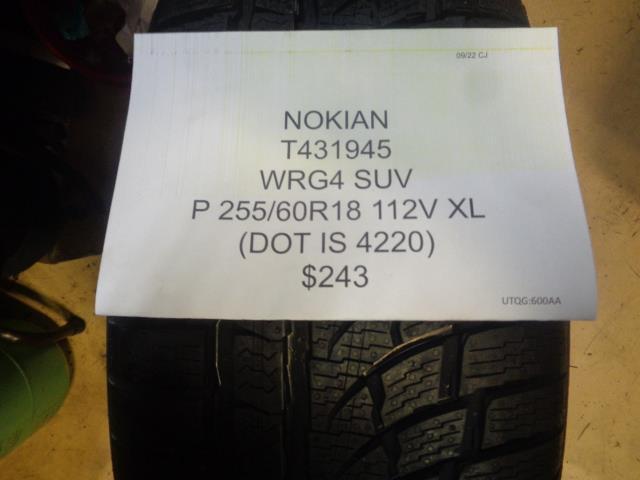 09/22 CJ
NOKIAN
T431945
WRG4 SUV
P 255/60R18 112V XL
(DOT IS 4220)
$243
UTQG:600AA